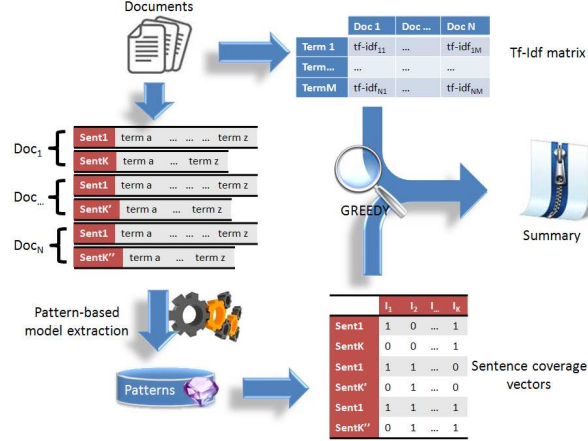 Documents
Doc 1 Doc ... Doc N
Term 1 tf-idf11 ... tf-idf1M
Term... ... ... ...
TermM tf-idfN1 ... tf-idfNM
Tf-Idf matrix
Doc1
Sent1 term a ... ... ... term z
SentK term a ... term z
Doc...
Sent1 term a ... ... ... term z
SentK' term a ... term z
DocN
Sent1 term a ... ... ... term z
SentK'' term a ... term z
GREEDY
Summary
Pattern-based
model extraction
Patterns
I1 I2 I... IK
Sent1 1 0 ... 1
SentK 0 0 ... 1
Sent1 1 1 ... 0
SentK' 0 1 ... 0
Sent1 1 1 ... 1
SentK'' 0 1 ... 1
Sentence coverage
vectors